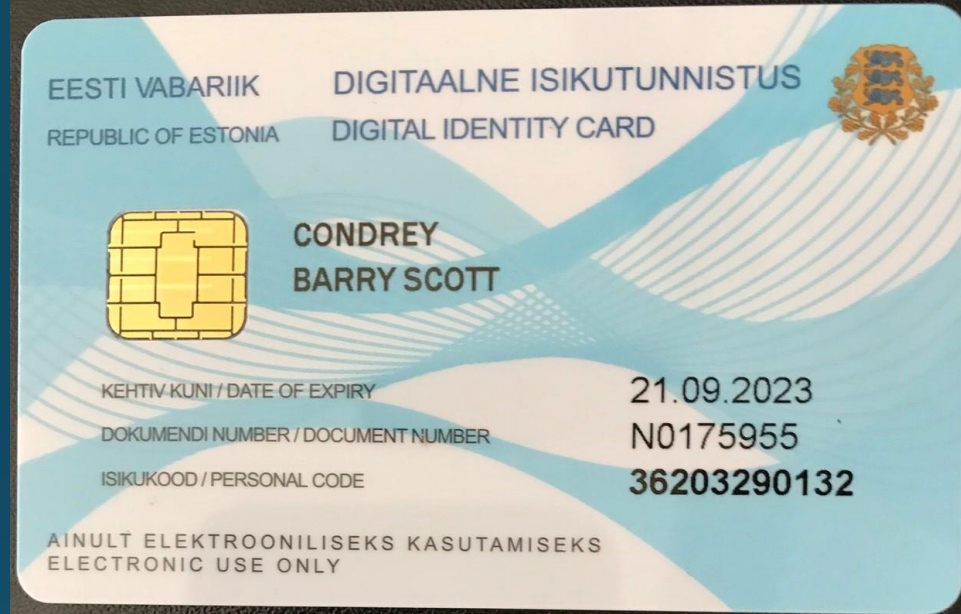 EESTI VABARIIK DIGITAALNE ISIKUTUNNISTUS
REPUBLIC OF ESTONIA DIGITAL IDENTITY CARD
CONDREY
BARRY SCOTT
KEHTIV KUNI / DATE OF EXPIRY 21.09.2023
DOKUMENDI NUMBER / DOCUMENT NUMBER N0175955
ISIKUKOOD / PERSONAL CODE 36203290132
AINULT ELEKTROONILISEKS KASUTAMISEKS
ELECTRONIC USE ONLY